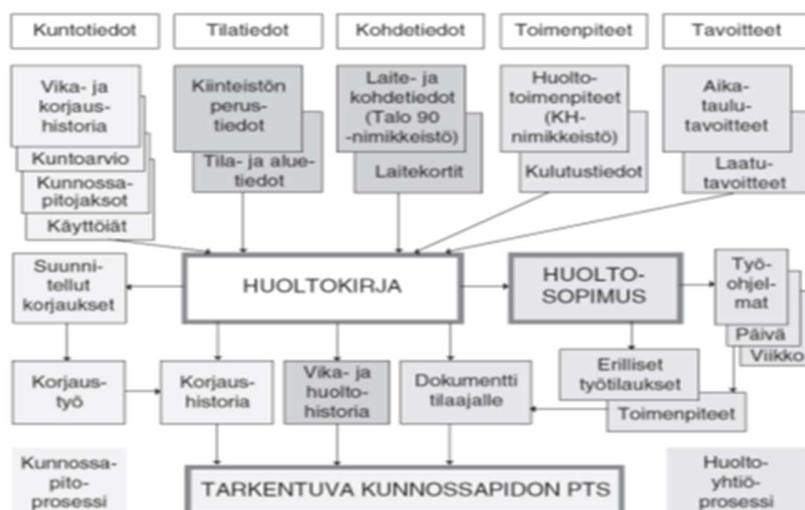 Kuntotiedot
Tilatiedot
Kohdetiedot
Toimenpiteet
Tavoitteet
Vika- ja
korjaus-
historia
Kuntoarvio
Kunnossa-
pitojaksot
Käyttöiät
Kiinteistön
perus-
tiedot
Tila- ja alue-
tiedot
Laite- ja
kohdetiedot
(Talo 90
-nimikkeistö)
Laitekortit
Huolto-
toimenpiteet
(KH-
nimikkeistö)
Kulutustiedot
Aika-
taulu-
tavoitteet
Laatu-
tavoitteet
Suunni-
tellut
korjaukset
HUOLTOKIRJA
HUOLTO-
SOPIMUS
Työ-
ohjel-
mat
Päivä
Viikko
Korjaus-
työ
Korjaus-
historia
Vika- ja
huolto-
historia
Dokumentti
tilaajalle
Erilliset
työtilaukset
Toimenpiteet
Kunnossa-
pito-
prosessi
TARKENTUVA KUNNOSSAPIDON PTS
Huolto-
yhtiö-
prosessi